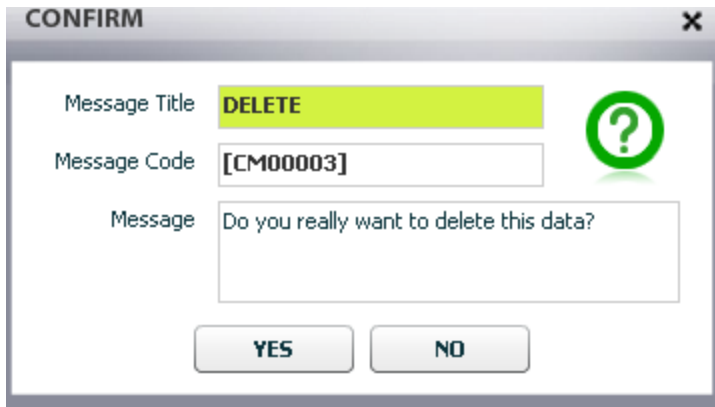 CONFIRM
Message Title DELETE
Message Code [CM00003]
Message Do you really want to delete this data?
YES NO